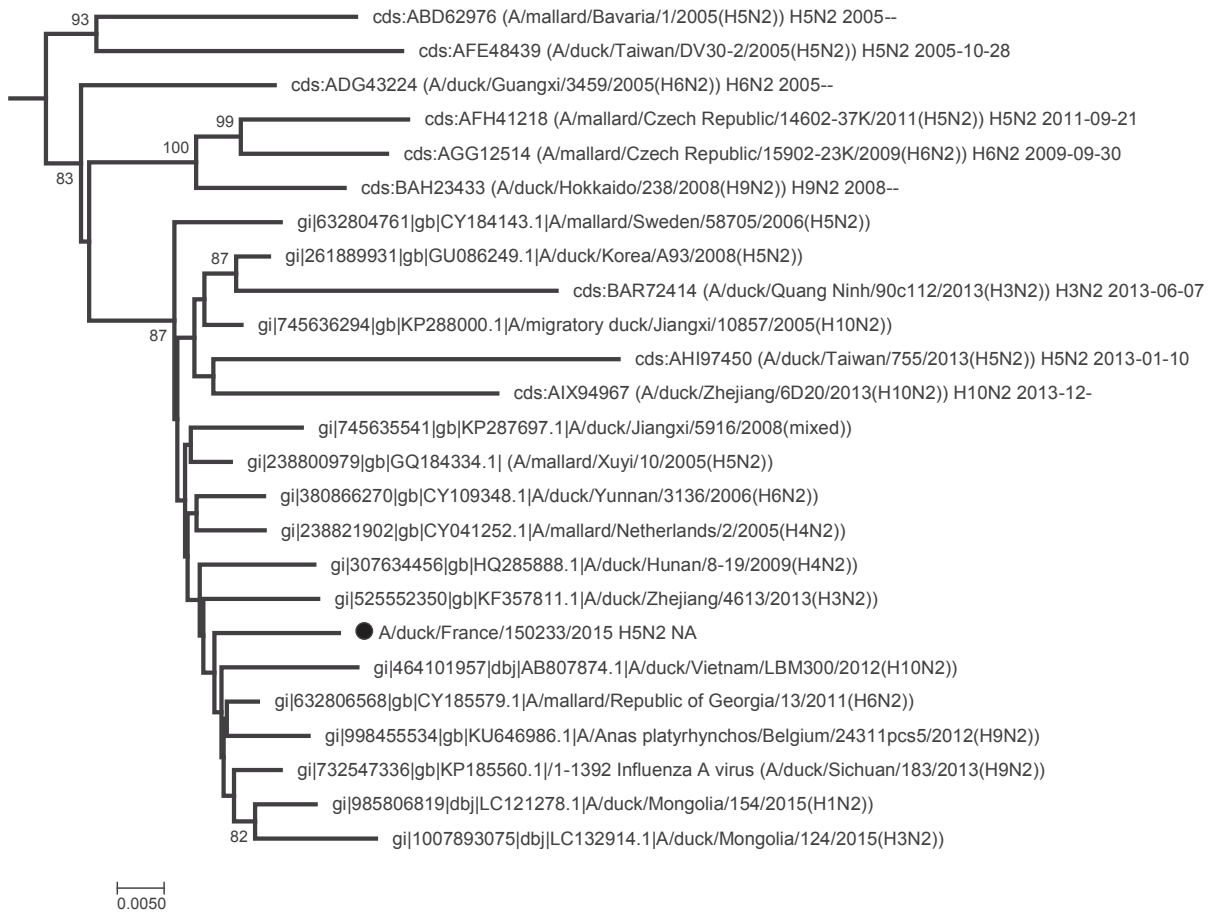 93
cds:ABD62976 (A/mallard/Bavaria/1/2005(H5N2)) H5N2 2005--
cds:AFE48439 (A/duck/Taiwan/DV30-2/2005(H5N2)) H5N2 2005-10-28
cds:ADG43224 (A/duck/Guangxi/3459/2005(H6N2)) H6N2 2005--
99
cds:AFH41218 (A/mallard/Czech Republic/14602-37K/2011(H5N2)) H5N2 2011-09-21
100
cds:AGG12514 (A/mallard/Czech Republic/15902-23K/2009(H6N2)) H6N2 2009-09-30
83
cds:BAH23433 (A/duck/Hokkaido/238/2008(H9N2)) H9N2 2008--
gi|632804761|gb|CY184143.1|A/mallard/Sweden/58705/2006(H5N2))
87
gi|261889931|gb|GU086249.1|A/duck/Korea/A93/2008(H5N2))
cds:BAR72414 (A/duck/Quang Ninh/90c112/2013(H3N2)) H3N2 2013-06-07
gi|745636294|gb|KP288000.1|A/migratory duck/Jiangxi/10857/2005(H10N2))
87
cds:AHI97450 (A/duck/Taiwan/755/2013(H5N2)) H5N2 2013-01-10
cds:AIX94967 (A/duck/Zhejiang/6D20/2013(H10N2)) H10N2 2013-12-
gi|745635541|gb|KP287697.1|A/duck/Jiangxi/5916/2008(mixed))
gi|238800979|gb|GQ184334.1| (A/mallard/Xuyi/10/2005(H5N2))
gi|380866270|gb|CY109348.1|A/duck/Yunnan/3136/2006(H6N2))
gi|238821902|gb|CY041252.1|A/mallard/Netherlands/2/2005(H4N2))
gi|307634456|gb|HQ285888.1|A/duck/Hunan/8-19/2009(H4N2))
gi|525552350|gb|KF357811.1|A/duck/Zhejiang/4613/2013(H3N2))
A/duck/France/150233/2015 H5N2 NA
gi|464101957|dbj|AB807874.1|A/duck/Vietnam/LBM300/2012(H10N2))
gi|632806568|gb|CY185579.1|A/mallard/Republic of Georgia/13/2011(H6N2))
gi|998455534|gb|KU646986.1|A/Anas platyrhynchos/Belgium/24311pcs5/2012(H9N2))
gi|732547336|gb|KP185560.1|/1-1392 Influenza A virus (A/duck/Sichuan/183/2013(H9N2))
gi|985806819|dbj|LC121278.1|A/duck/Mongolia/154/2015(H1N2))
82
gi|1007893075|dbj|LC132914.1|A/duck/Mongolia/124/2015(H3N2))
0.0050